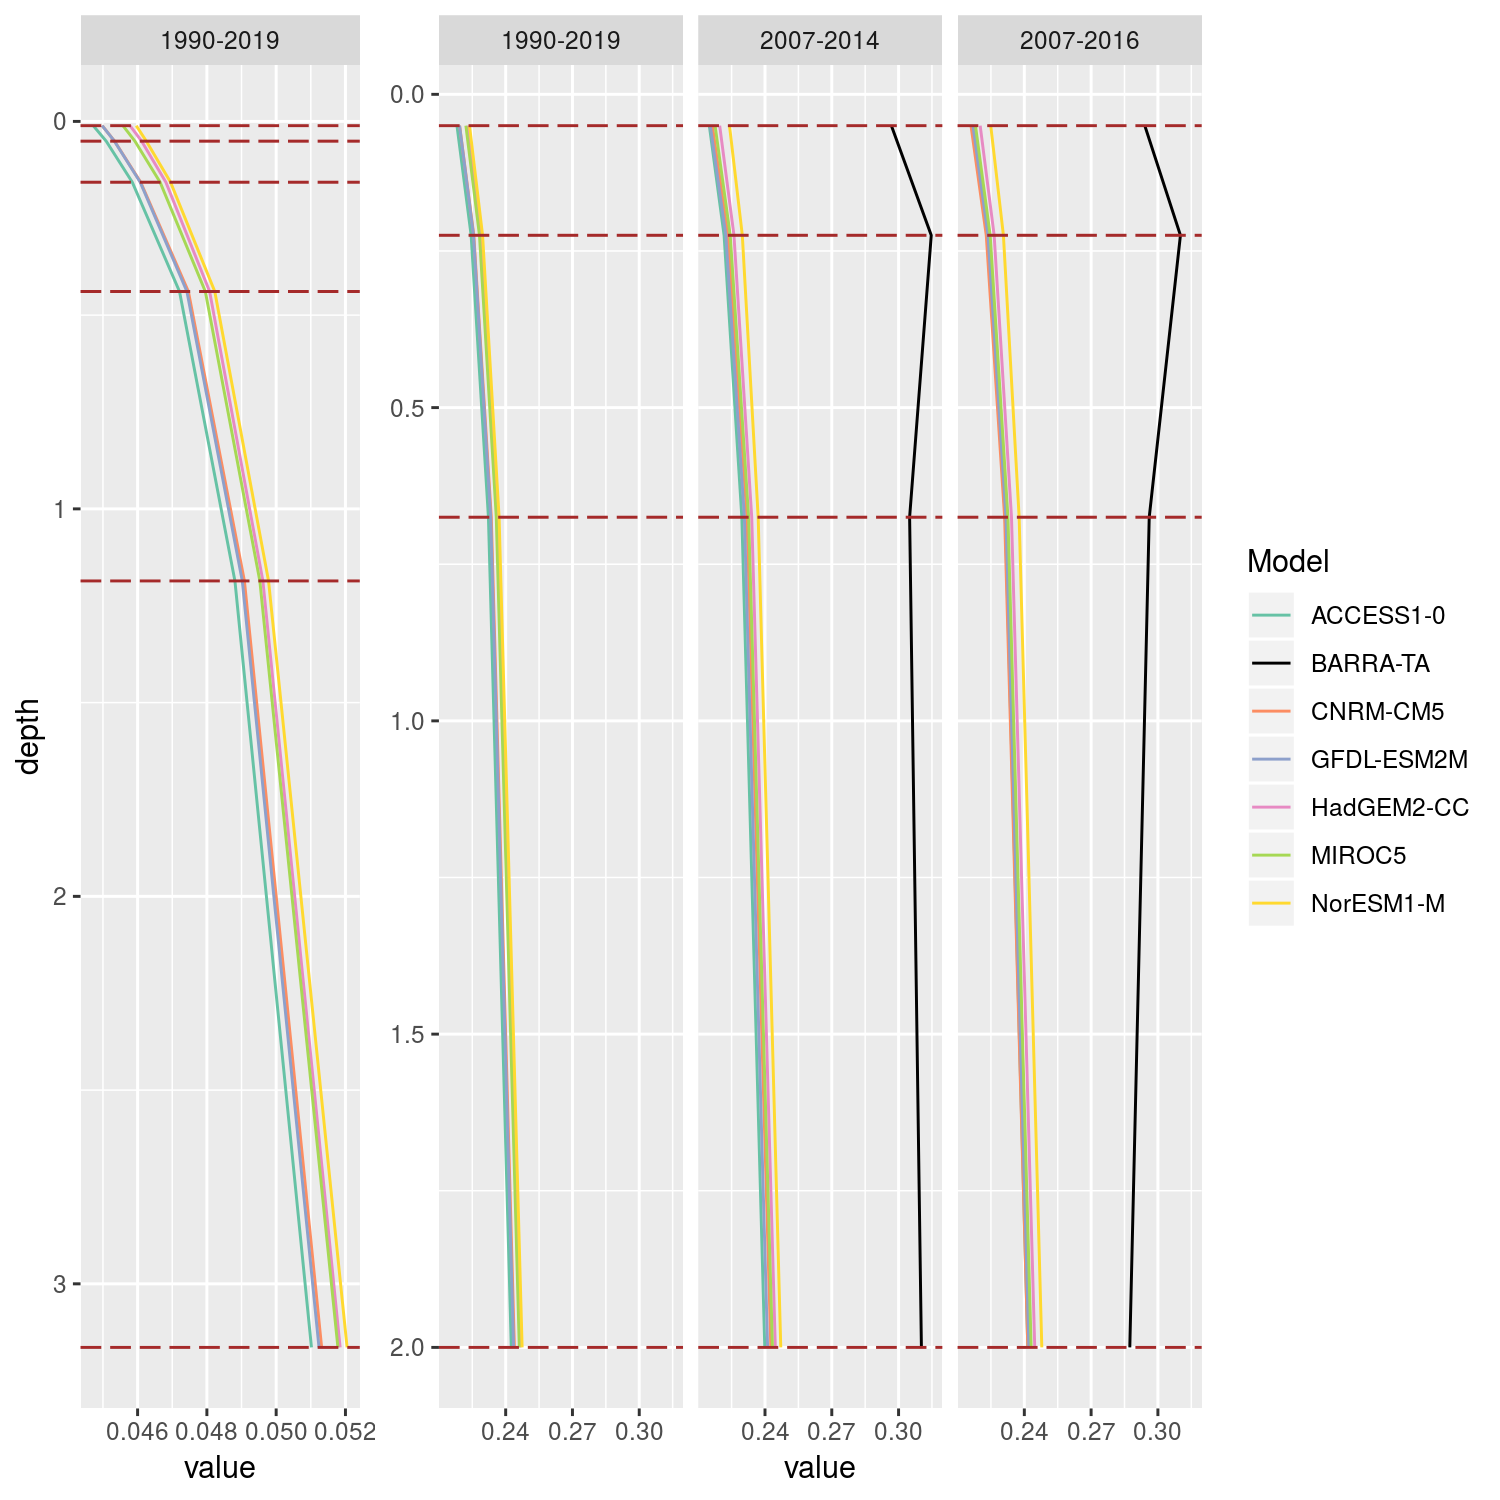 1990-2019
1990-2019
2007-2014
2007-2016
depth
0
1
2
3
0.0
0.5
1.0
1.5
2.0
0.046 0.048 0.050 0.052
0.24 0.27 0.30
0.24 0.27 0.30
0.24 0.27 0.30
value
value
Model
ACCESS1-0
BARRA-TA
CNRM-CM5
GFDL-ESM2M
HadGEM2-CC
MIROC5
NorESM1-M